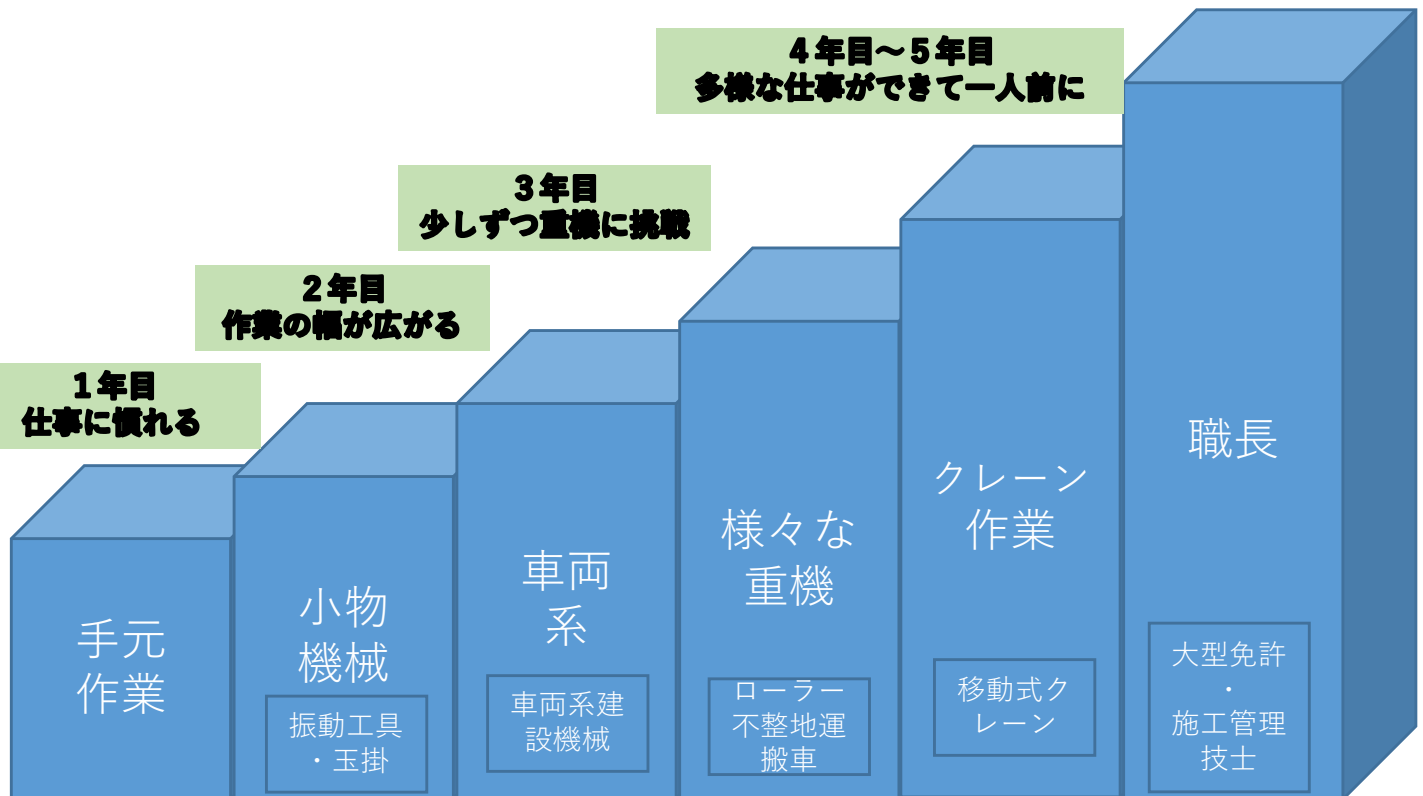 １年目
仕事に慣れる
２年目
作業の幅が広がる
３年目
少しずつ重機に挑戦
４年目～５年目
多様な仕事ができて一人前に
手元
作業
小物
機械
振動工具
・玉掛
車両
系
車両系建
設機械
様々な
重機
ローラー
不整地運
搬車
クレーン
作業
移動式ク
レーン
職長
大型免許
・
施工管理
技士